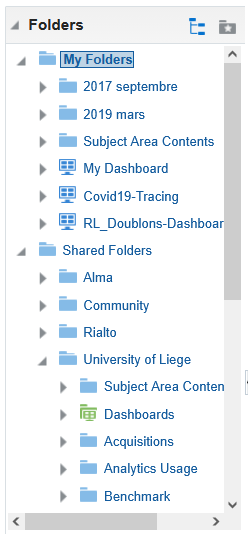 Folders
My Folders
2017 septembre
2019 mars
Subject Area Contents
My Dashboard
Covid19-Tracing
RL_Doublons-Dashboar
Shared Folders
Alma
Community
Rialto
University of Liege
Subject Area Conten
Dashboards
Acquisitions
Analytics Usage
Benchmark